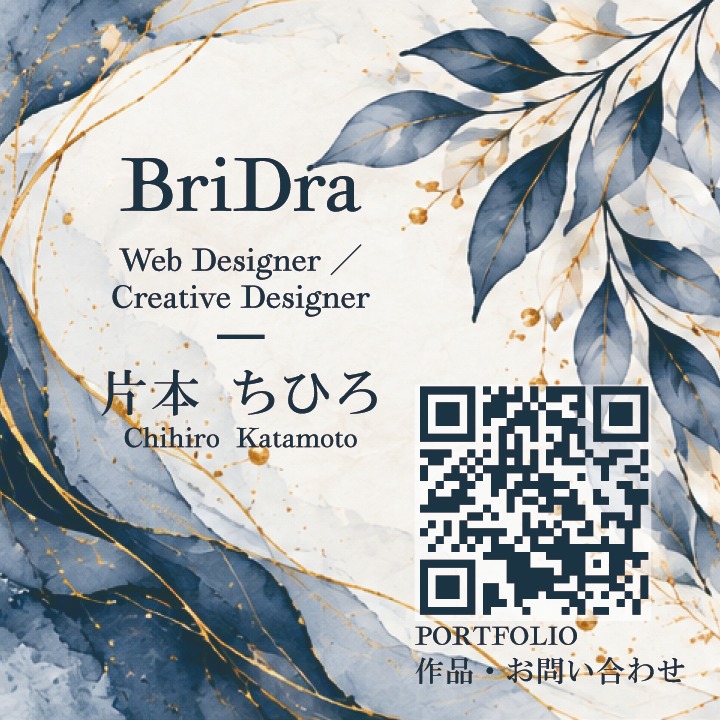 BriDra
Web Designer ／
Creative Designer
片本 ちひろ
Chihiro Katamoto
PORTFOLIO
作品・お問い合わせ